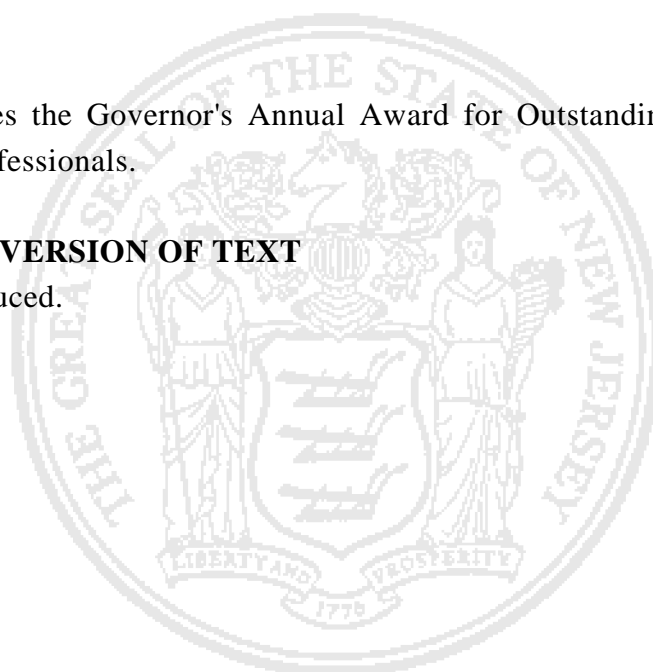 es the Governor's Annual Award for Outstandin
ofessionals.
VERSION OF TEXT
uced.
THE GREAT SEAL OF THE STATE OF NEW JERSEY
LIBERTY AND PROSPERITY
1776